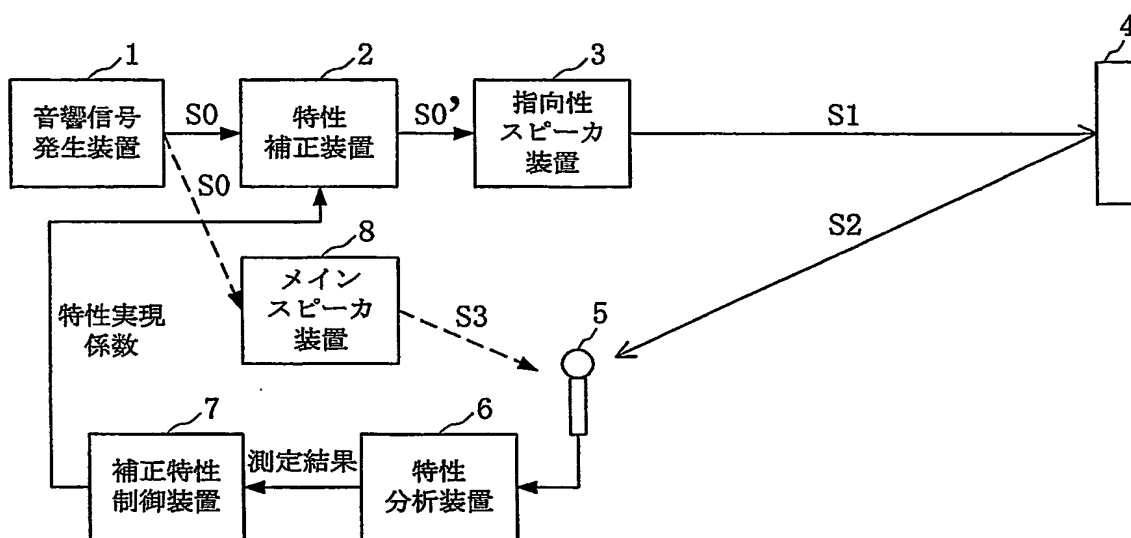 1
2
3
4
音響信号
発生装置
S0
特性
補正装置
S0’
指向性
スピーカ
装置
S1
S0
S2
8
メイン
スピーカ
装置
S3
5
特性実現
係数
7
補正特性
制御装置
測定結果
6
特性
分析装置